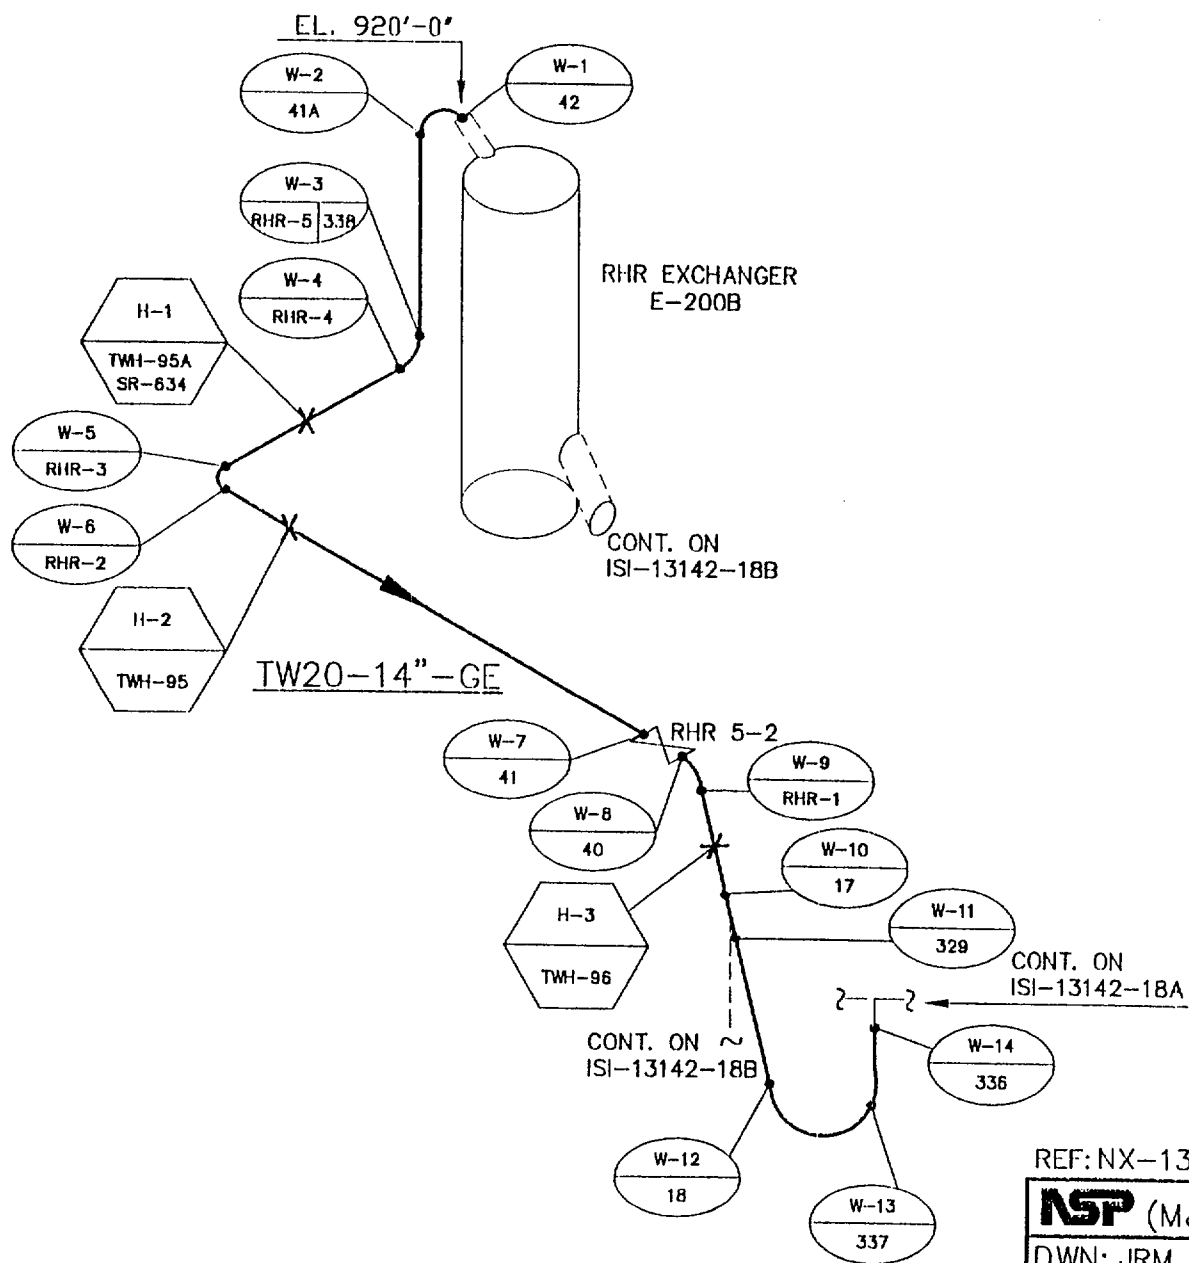 EL. 920'-0"
W-2
41A
W-1
42
W-3
RHR-5 338
W-4
RHR-4
RHR EXCHANGER
E-200B
H-1
TWH-95A
SR-634
W-5
RHR-3
W-6
RHR-2
CONT. ON
ISI-13142-18B
H-2
TWH-95
TW20-14"-GE
W-7
41
RHR 5-2
W-9
RHR-1
W-8
40
W-10
17
H-3
TWH-96
W-11
329
CONT. ON
ISI-13142-18A
CONT. ON
ISI-13142-18B
W-14
336
W-12
18
W-13
337
REF: NX-13
NSP
DWN: JRM